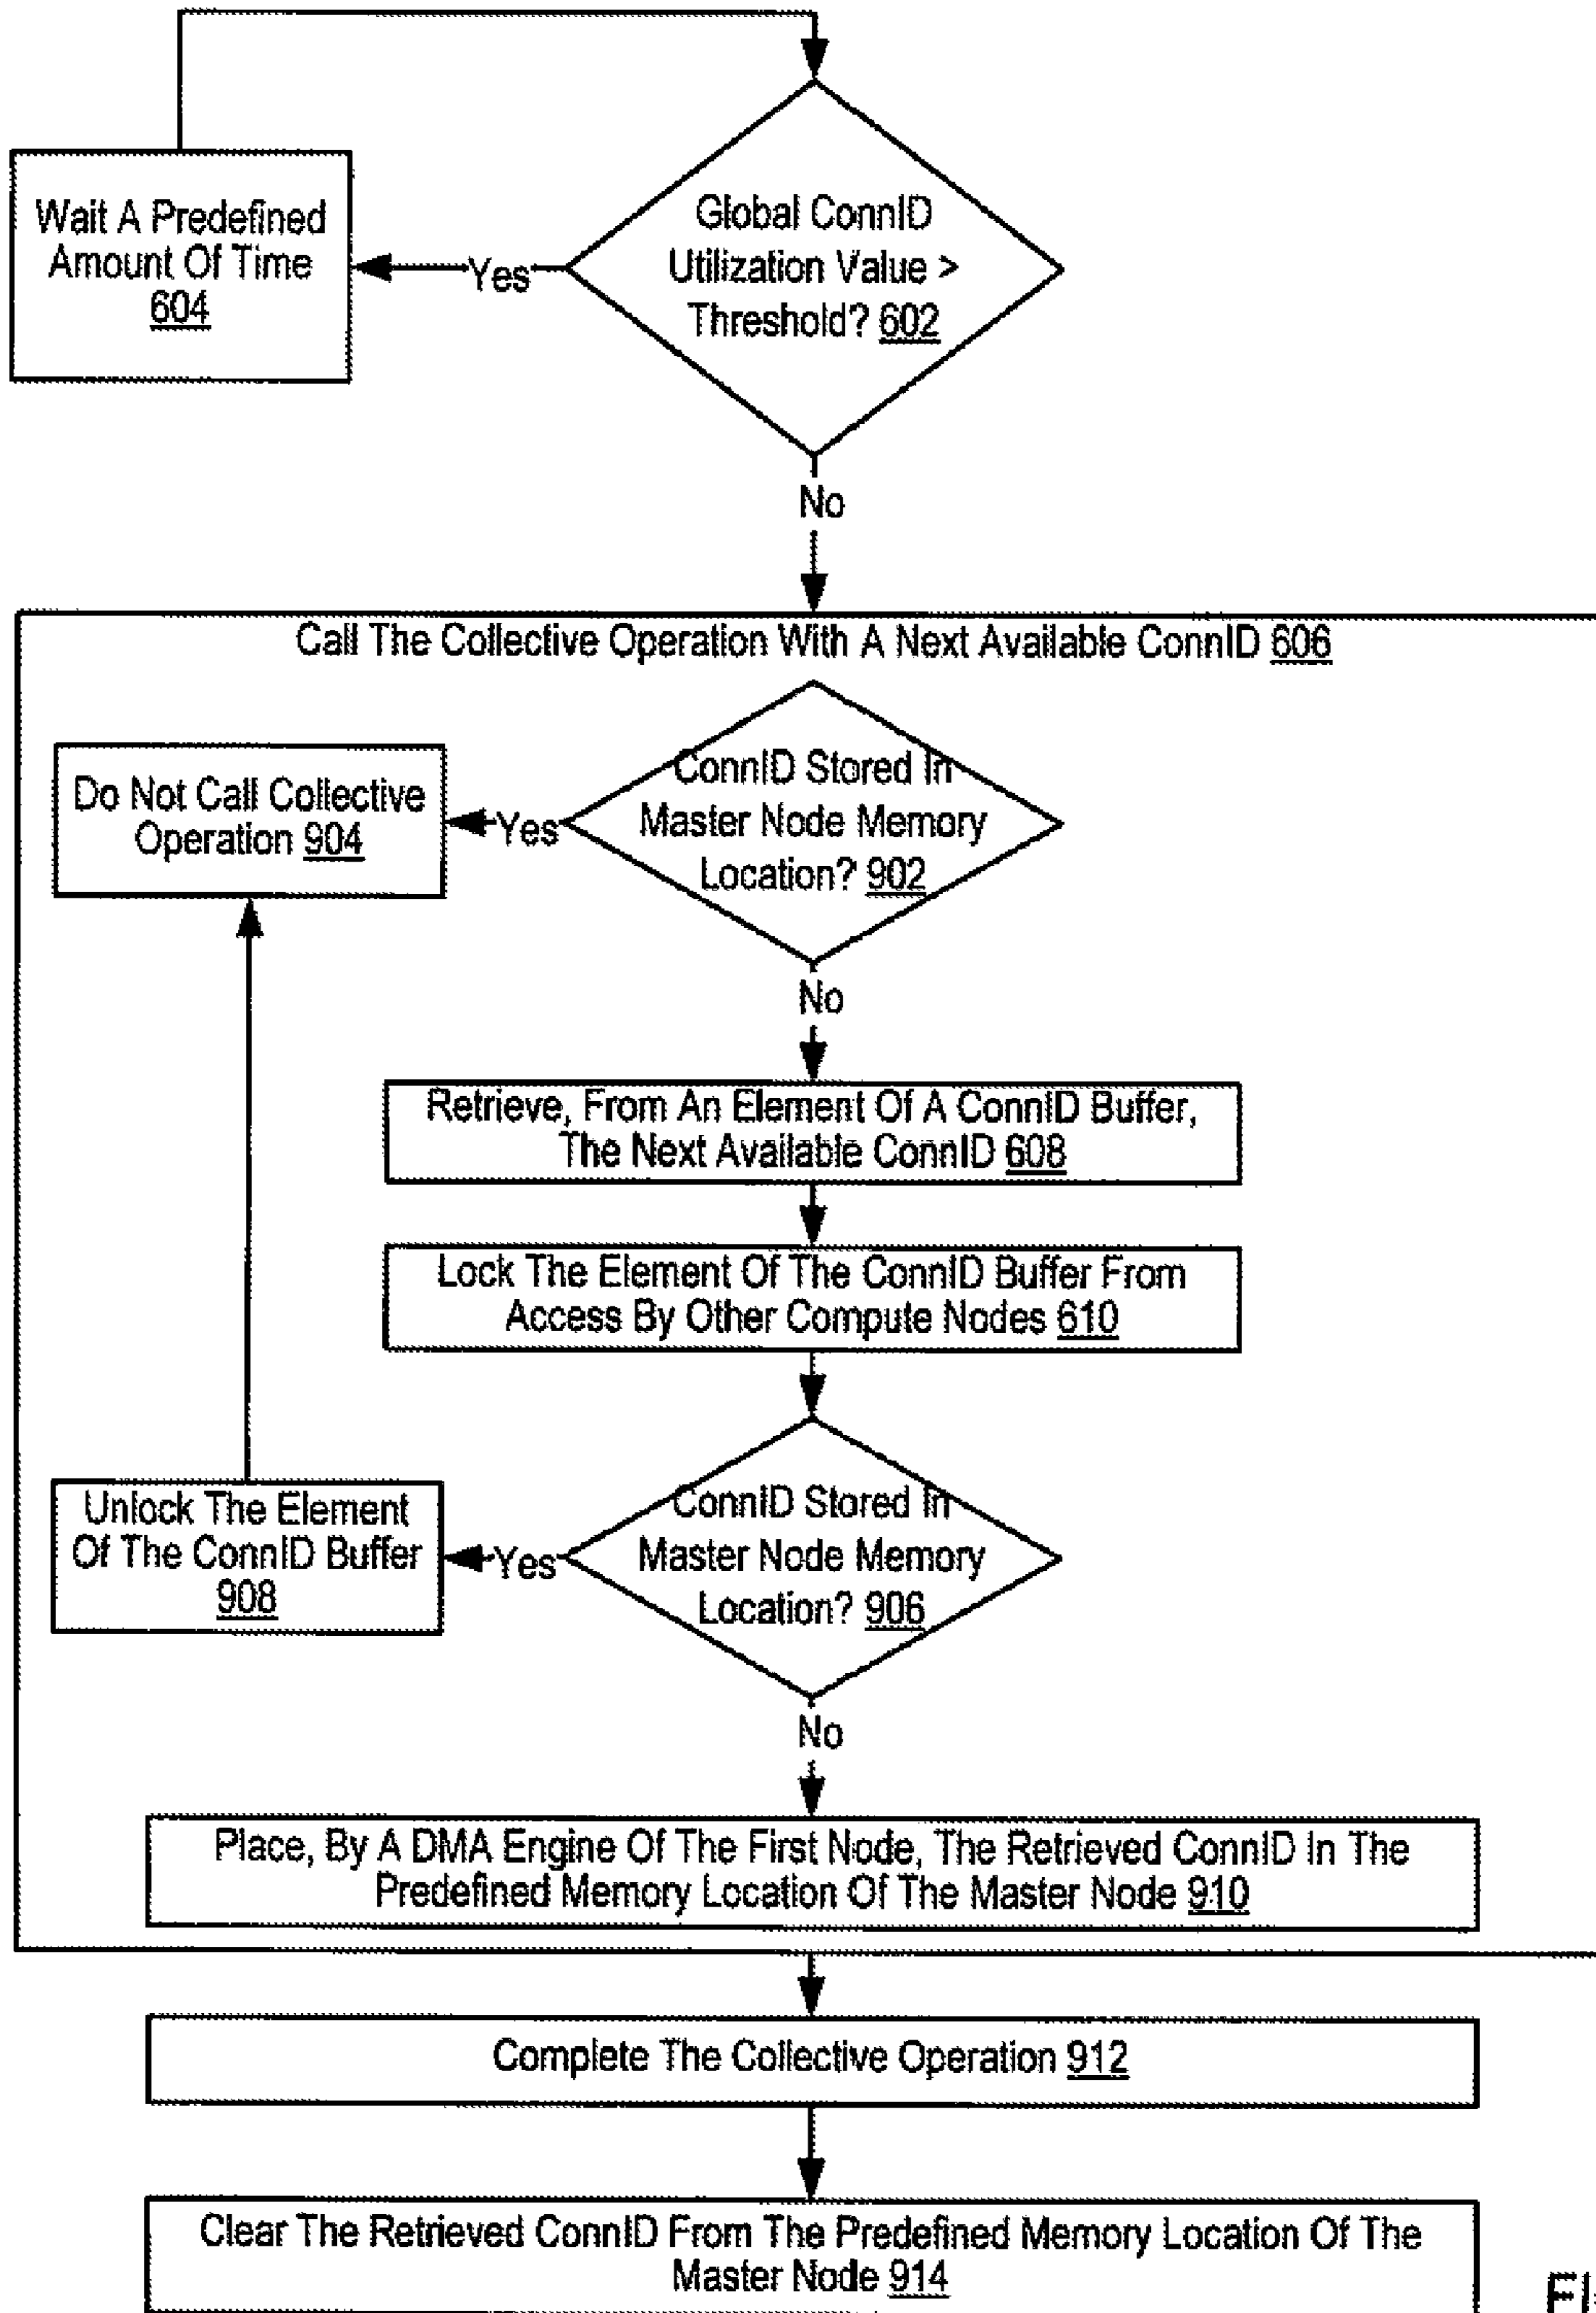 Wait A Predefined
Amount Of Time
604
Yes
Global ConnID
Utilization Value >
Threshold? 602
No
Call The Collective Operation With A Next Available ConnID 606
Do Not Call Collective
Operation 904
Yes
ConnID Stored In
Master Node Memory
Location? 902
No
Retrieve, From An Element Of A ConnID Buffer,
The Next Available ConnID 608
Lock The Element Of The ConnID Buffer From
Access By Other Compute Nodes 610
Unlock The Element
Of The ConnID Buffer
908
Yes
ConnID Stored In
Master Node Memory
Location? 906
No
Place, By A DMA Engine Of The First Node, The Retrieved ConnID In The
Predefined Memory Location Of The Master Node 910
Complete The Collective Operation 912
Clear The Retrieved ConnID From The Predefined Memory Location Of The
Master Node 914